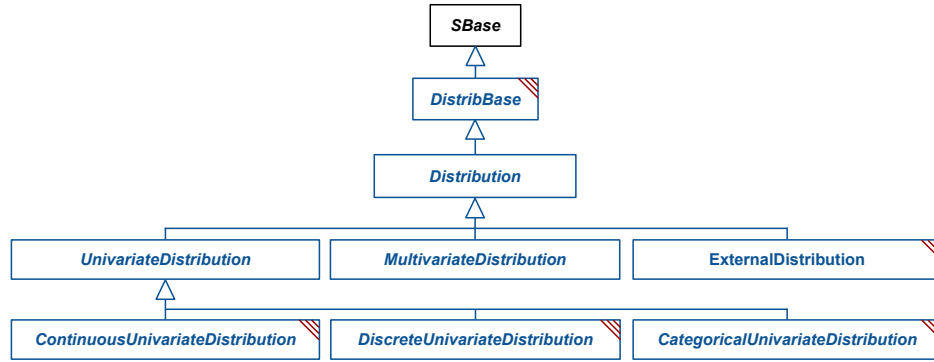 SBase
DistribBase
Distribution
UnivariateDistribution
MultivariateDistribution
ExternalDistribution
ContinuousUnivariateDistribution
DiscreteUnivariateDistribution
CategoricalUnivariateDistribution